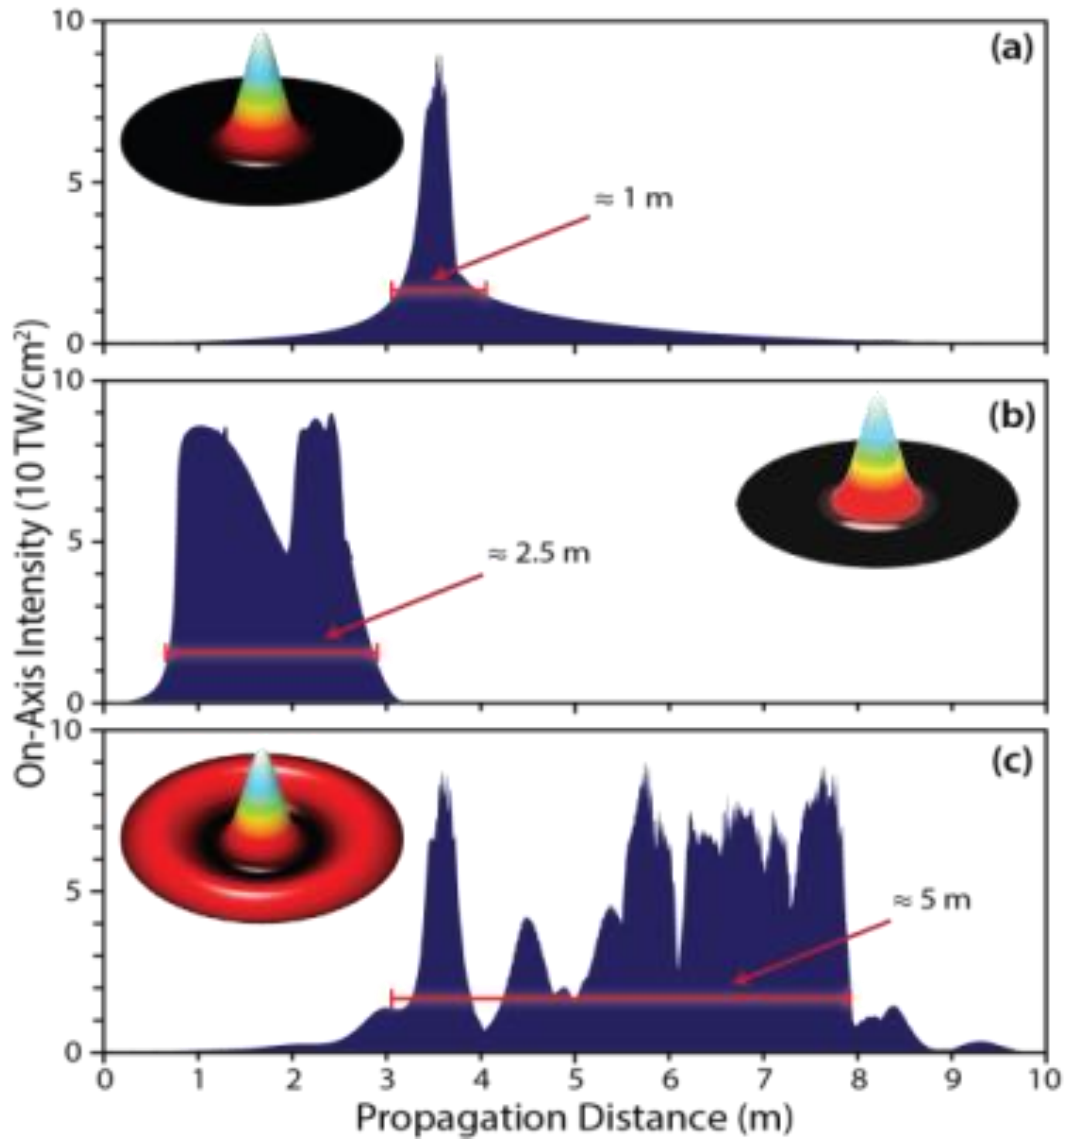 On-Axis Intensity (10 TW/cm²)
10
5
0
(a)
≈ 1 m
10
5
0
(b)
≈ 2.5 m
10
5
0
(c)
≈ 5 m
0 1 2 3 4 5 6 7 8 9 10
Propagation Distance (m)